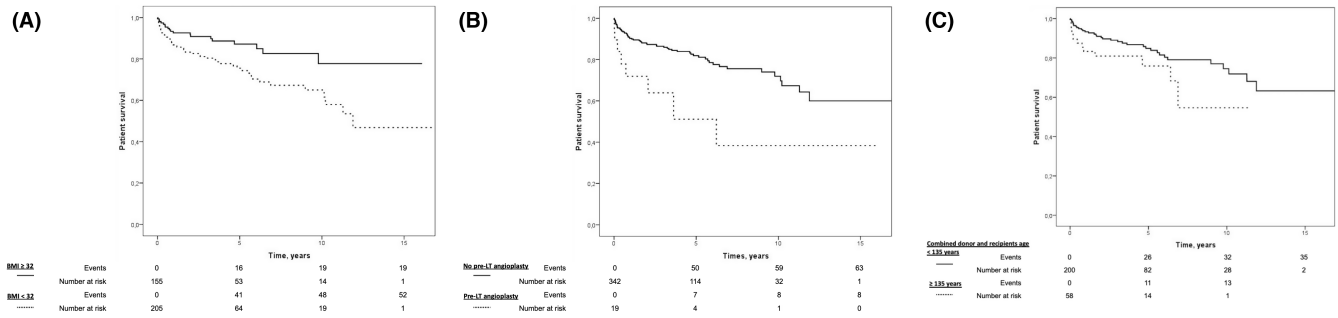 (A)
Patient survival
1,0
0,8
0,6
0,4
0,2
0,0
0 5 10 15
Time, years
BMI ≥ 32 Events 0 16 19 19
Number at risk 155 53 14 1
BMI < 32 Events 0 41 48 52
Number at risk 205 64 19 1
(B)
Patient survival
1,0
0,8
0,6
0,4
0,2
0,0
0 5 10 15
Times, years
No pre-LT angioplasty Events 0 50 59 63
Number at risk 342 114 32 1
Pre-LT angioplasty Events 0 7 8 8
Number at risk 19 4 1 0
(C)
Patient survival
1,0
0,8
0,6
0,4
0,2
0,0
0 5 10 15
Time, years
Combined donor and recipients age
< 135 years Events 0 26 32 35
Number at risk 200 82 28 2
≥ 135 years Events 0 11 13
Number at risk 58 14 1